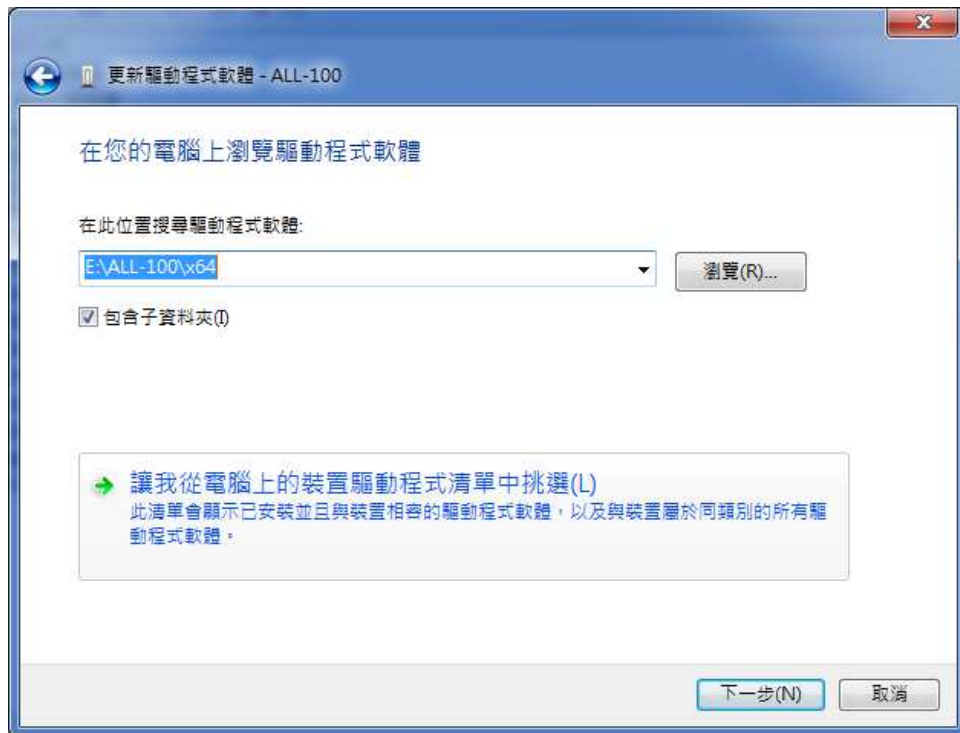 更新驅動程式軟體 - ALL-100
在您的電腦上瀏覽驅動程式軟體
在此位置搜尋驅動程式軟體:
E:\ALL-100\x64
瀏覽(R)...
包含子資料夾(I)
讓我從電腦上的裝置驅動程式清單中挑選(L)
此清單會顯示已安裝並且與裝置相容的驅動程式軟體，以及與裝置屬於同類別的所有驅
動程式軟體。
下一步(N)
取消